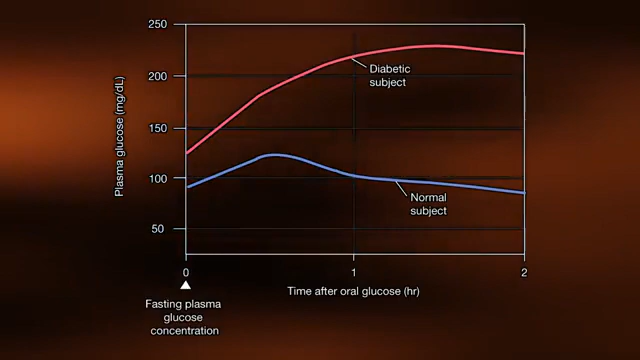 250
200
150
100
50
Plasma glucose (mg/dL)
Diabetic
subject
Normal
subject
0
1
2
Time after oral glucose (hr)
Fasting plasma
glucose
concentration